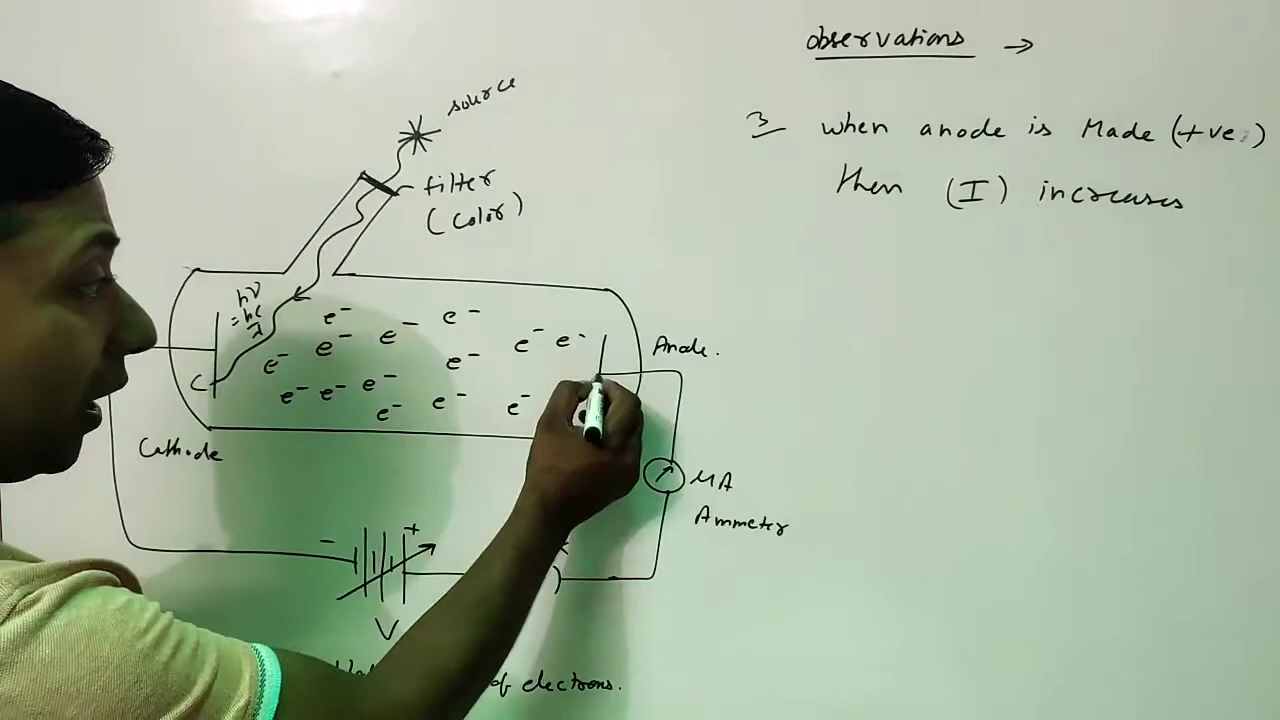 observations →
3 when anode is Made (+ve)
then (I) increases
source
filter
(color)
hν
= hc
λ
e⁻ e⁻ e⁻ e⁻ e⁻
e⁻ e⁻ e⁻
e⁻ e⁻ e⁻ e⁻ e⁻
e⁻ e⁻
C
Anode.
Cathode
μA
Ammeter
- +
V
of electrons.